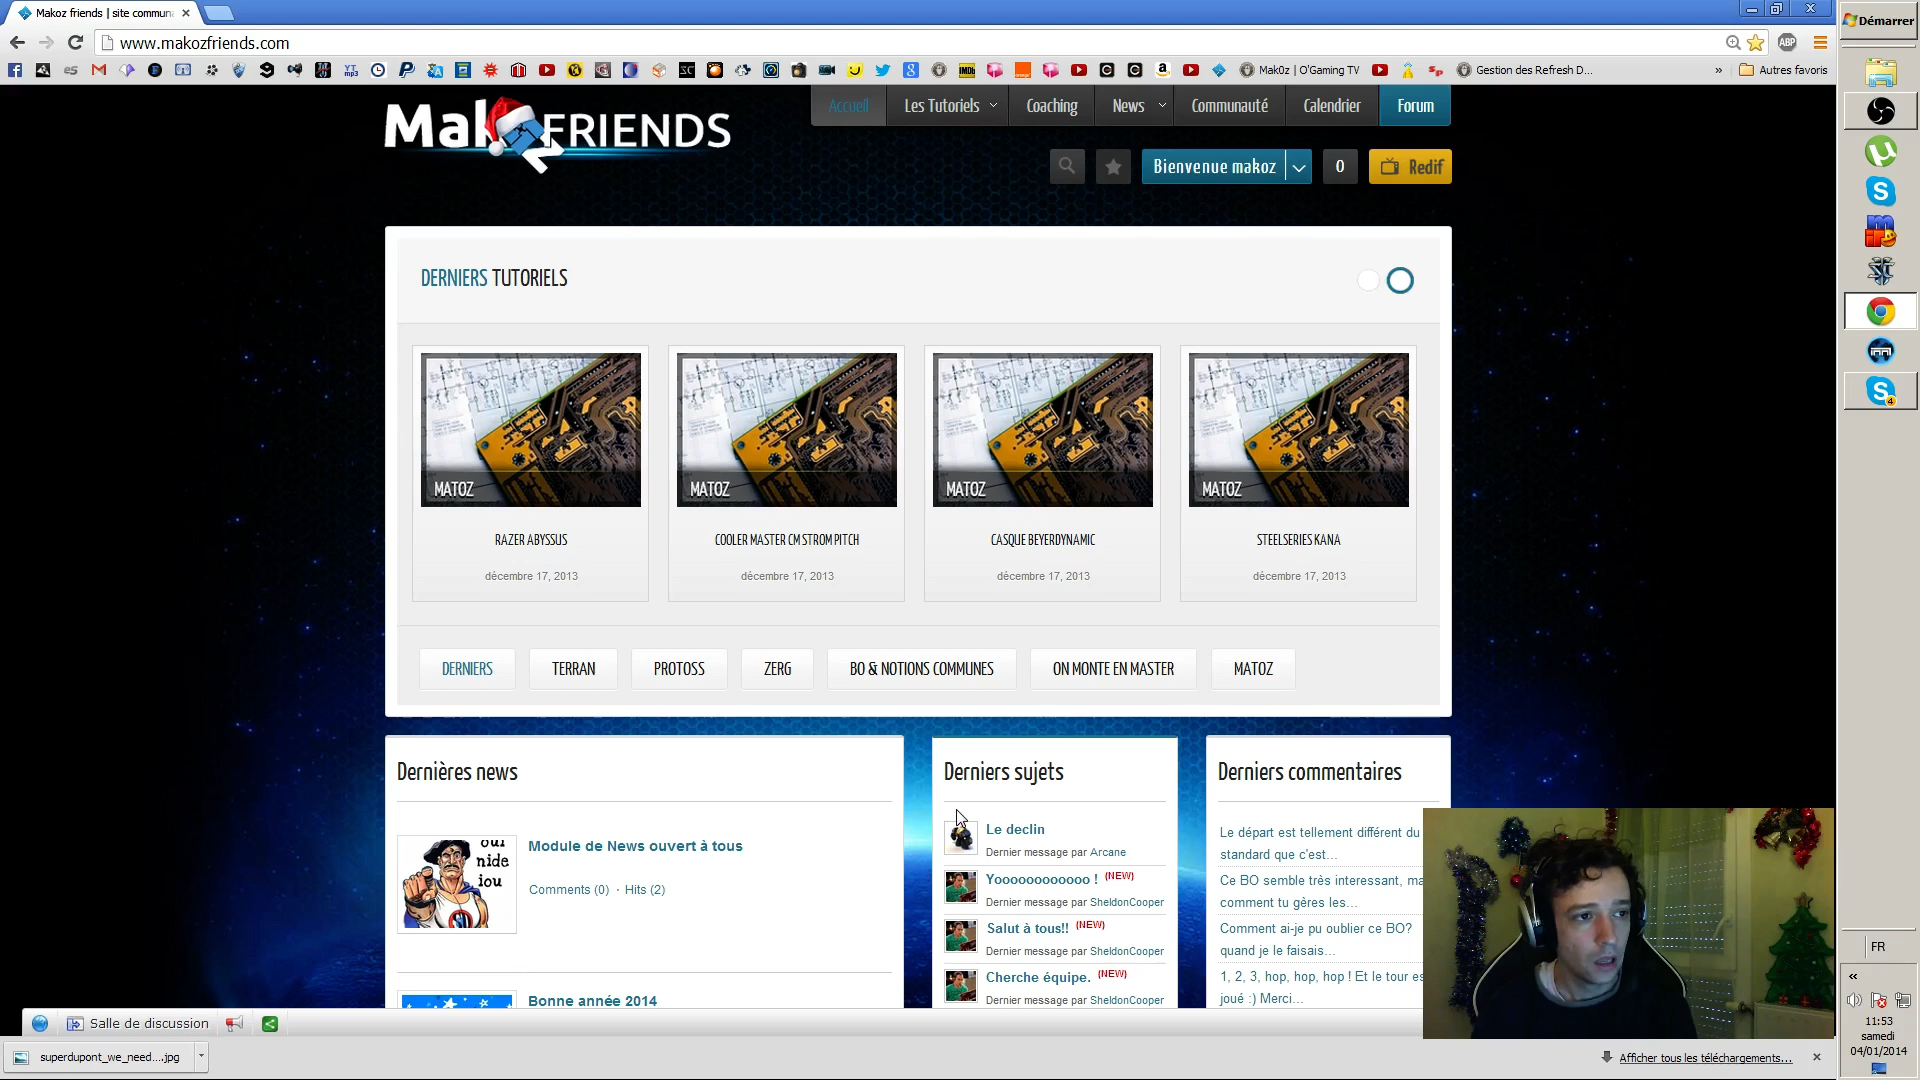 Makoz friends | site commun
www.makozfriends.com
Mak0z | O'Gaming TV
Gestion des Refresh D...
Autres favoris
Démarrer
MakozFRIENDS
Accueil
Les Tutoriels
Coaching
News
Communauté
Calendrier
Forum
Bienvenue makoz
0
Redif
DERNIERS TUTORIELS
MATOZ
MATOZ
MATOZ
MATOZ
RAZER ABYSSUS
COOLER MASTER CM STROM PITCH
CASQUE BEYERDYNAMIC
STEELSERIES KANA
décembre 17, 2013
décembre 17, 2013
décembre 17, 2013
décembre 17, 2013
DERNIERS
TERRAN
PROTOSS
ZERG
BO & NOTIONS COMMUNES
ON MONTE EN MASTER
MATOZ
Dernières news
oui
nide
iou
Module de News ouvert à tous
Comments (0) · Hits (2)
Bonne année 2014
Derniers sujets
Le declin
Dernier message par Arcane
Yoooooooooooo ! (NEW)
Dernier message par SheldonCooper
Salut à tous!! (NEW)
Dernier message par SheldonCooper
Cherche équipe. (NEW)
Dernier message par SheldonCooper
Derniers commentaires
Le départ est tellement différent du
standard que c'est...
Ce BO semble très interessant, ma
comment tu gères les...
Comment ai-je pu oublier ce BO?
quand je le faisais...
1, 2, 3, hop, hop, hop ! Et le tour es
joué :) Merci...
Salle de discussion
superdupont_we_need....jpg
Afficher tous les téléchargements...
FR
11:53
samedi
04/01/2014